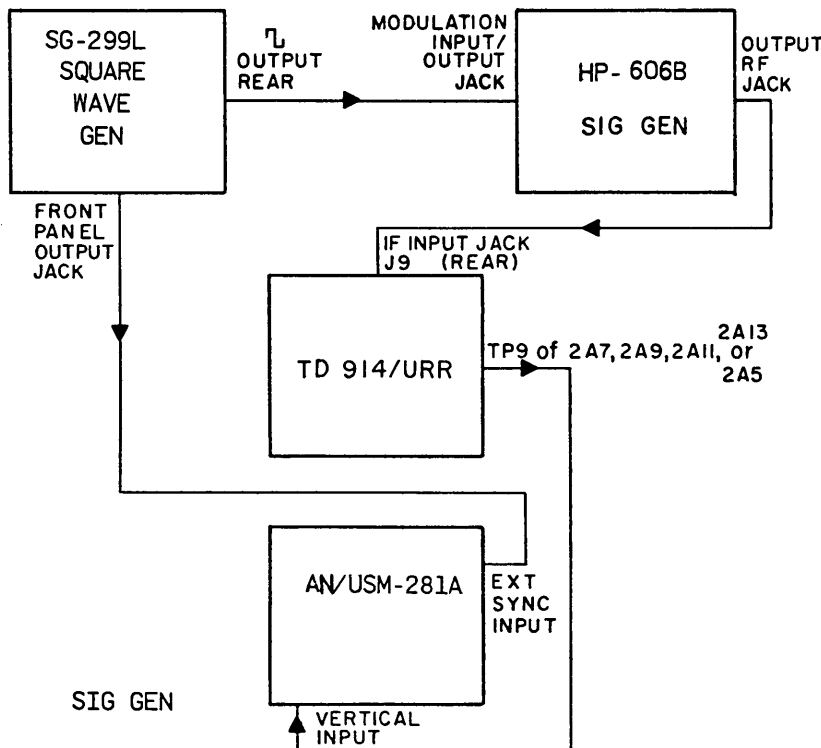 SG-299L
SQUARE
WAVE
GEN
OUTPUT
REAR
MODULATION
INPUT/
OUTPUT
JACK
HP-606B
SIG GEN
OUTPUT
RF
JACK
FRONT
PANEL
OUTPUT
JACK
IF INPUT JACK
J9 (REAR)
TD 914/URR
TP9 of 2A7, 2A9, 2A11, 2A13 or
2A5
AN/USM-281A
EXT
SYNC
INPUT
SIG GEN
VERTICAL
INPUT